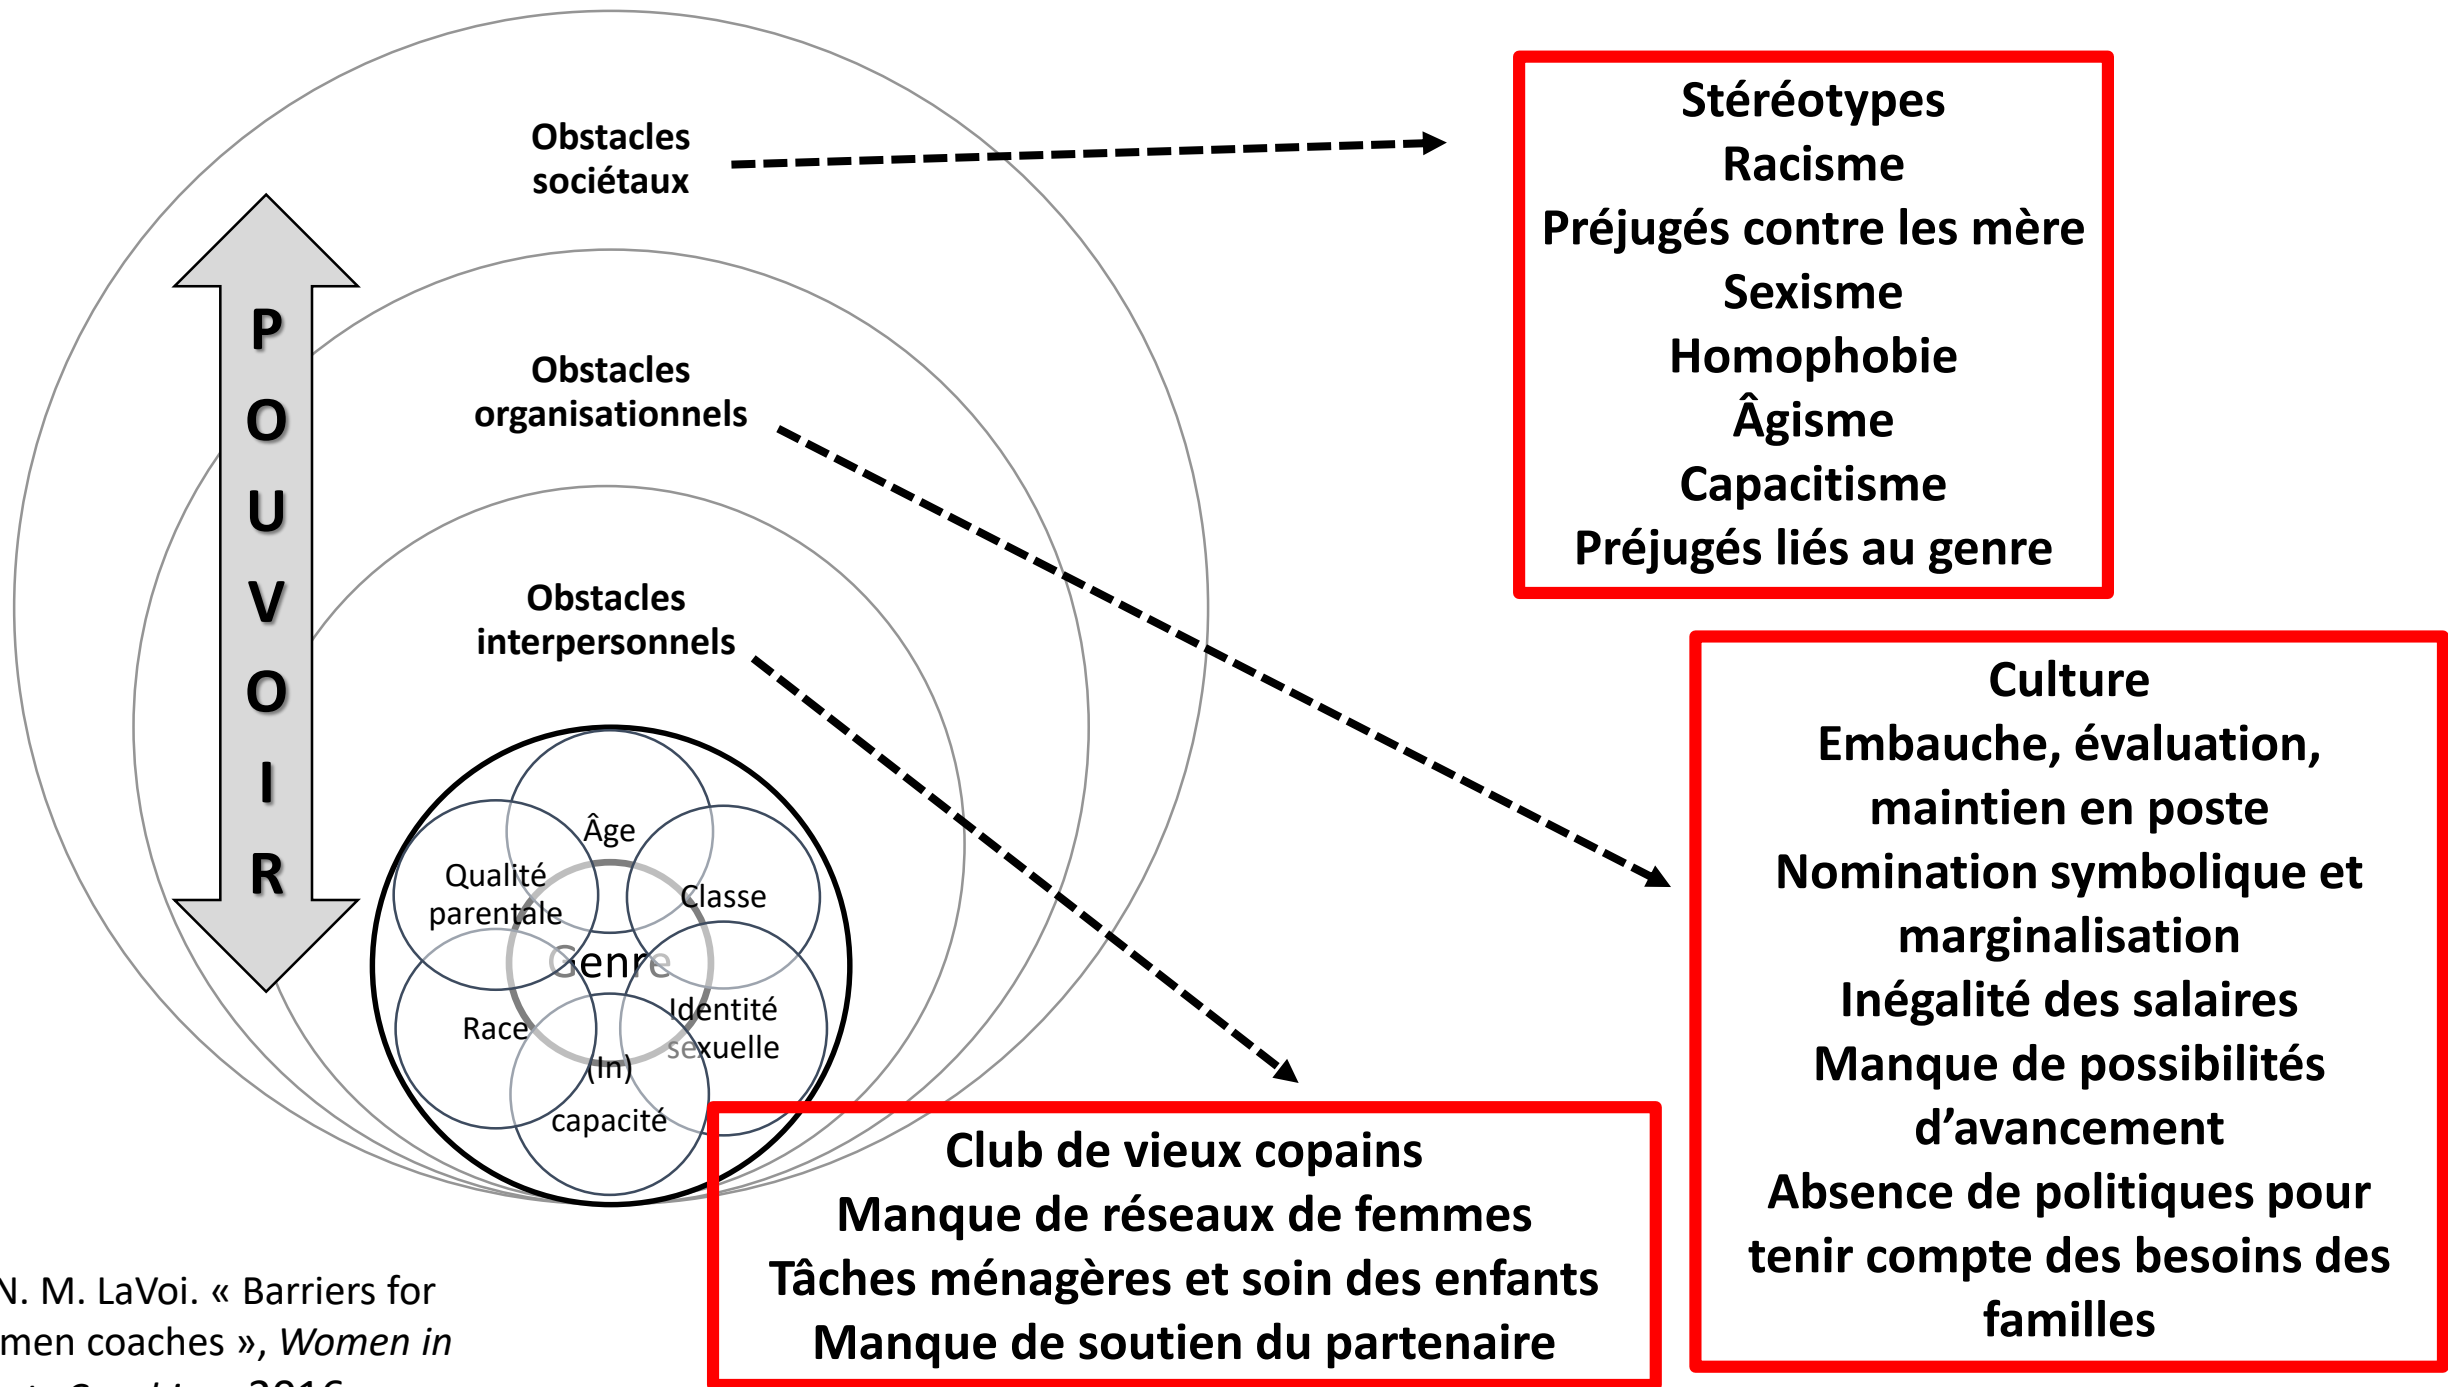 Obstacles
sociétaux
Obstacles
organisationnels
Obstacles
interpersonnels
P
O
U
V
O
I
R
Âge
Qualité
parentale
Classe
Genre
Race
Identité
sexuelle
(In)
capacité
Stéréotypes
Racisme
Préjugés contre les mère
Sexisme
Homophobie
Âgisme
Capacitisme
Préjugés liés au genre
Culture
Embauche, évaluation,
maintien en poste
Nomination symbolique et
marginalisation
Inégalité des salaires
Manque de possibilités
d’avancement
Absence de politiques pour
tenir compte des besoins des
familles
Club de vieux copains
Manque de réseaux de femmes
Tâches ménagères et soin des enfants
Manque de soutien du partenaire
N. M. LaVoi. « Barriers for
men coaches », Women in
2016